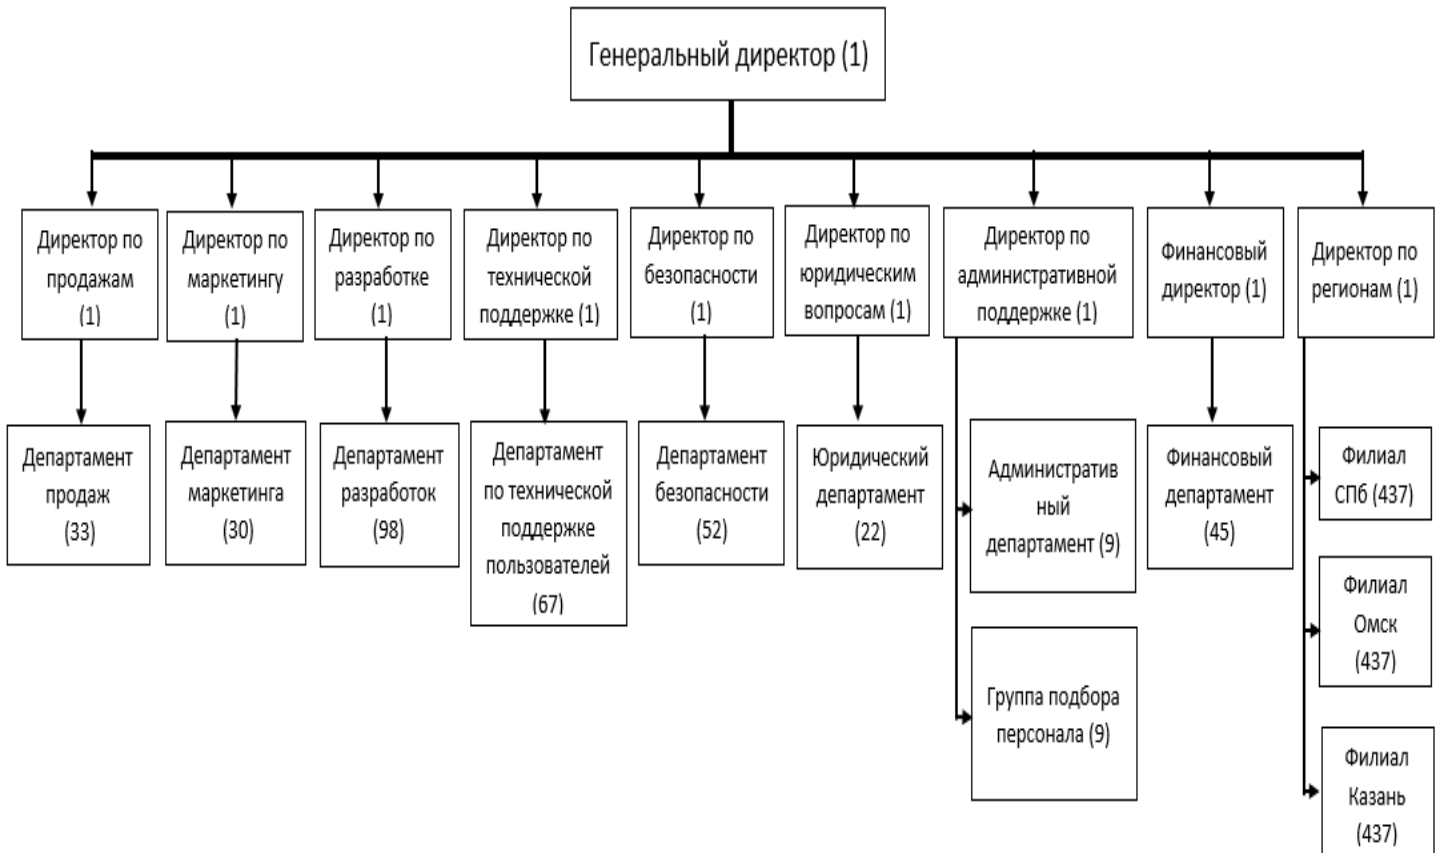 Генеральный директор (1)
Директор по
продажам
(1)
Директор по
маркетингу
(1)
Директор по
разработке
(1)
Директор по
технической
поддержке (1)
Директор по
безопасности
(1)
Директор по
юридическим
вопросам (1)
Директор по
административной
поддержке (1)
Финансовый
директор (1)
Директор по
регионам (1)
Департамент
продаж
(33)
Департамент
маркетинга
(30)
Департамент
разработок
(98)
Департамент
по технической
поддержке
пользователей
(67)
Департамент
безопасности
(52)
Юридический
департамент
(22)
Административ
ный
департамент (9)
Группа подбора
персонала (9)
Финансовый
департамент
(45)
Филиал
СПб (437)
Филиал
Омск
(437)
Филиал
Казань
(437)